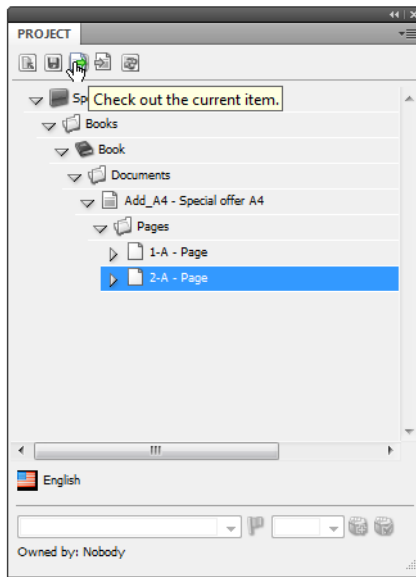 PROJECT
Sp
Check out the current item.
Books
Book
Documents
Add_A4 - Special offer A4
Pages
1-A - Page
2-A - Page
English
Owned by: Nobody